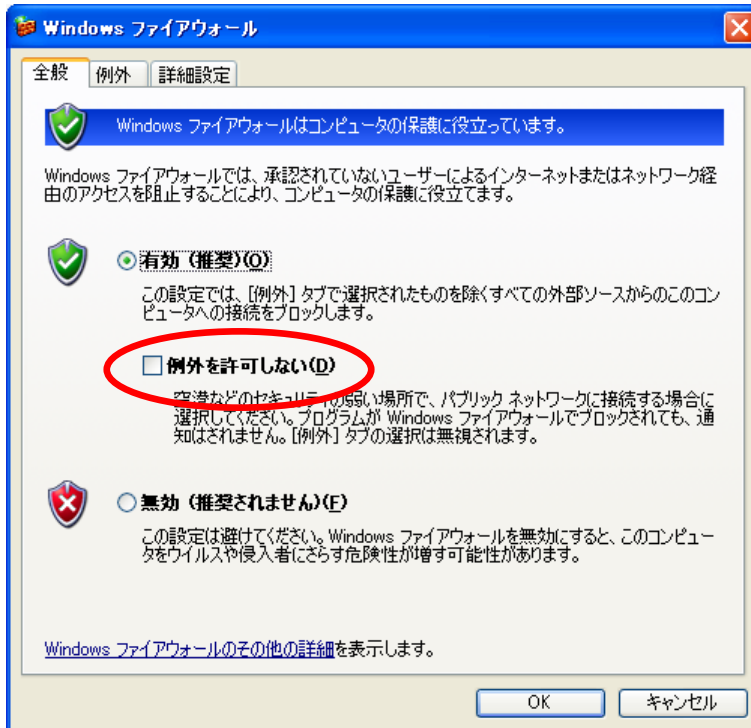 Windows ファイアウォール
全般 例外 詳細設定
Windows ファイアウォールはコンピュータの保護に役立っています。
Windows ファイアウォールでは、承認されていないユーザーによるインターネットまたはネットワーク経
由のアクセスを阻止することにより、コンピュータの保護に役立てます。
有効 (推奨)(O)
この設定では、[例外] タブで選択されたものを除くすべての外部ソースからのこのコン
ピュータへの接続をブロックします。
例外を許可しない(D)
空港などのセキュリティの弱い場所で、パブリック ネットワークに接続する場合に
選択してください。プログラムが Windows ファイアウォールでブロックされても、通
知はされません。[例外] タブの選択は無視されます。
無効 (推奨されません)(F)
この設定は避けてください。Windows ファイアウォールを無効にすると、このコンピュー
タをウイルスや侵入者にさらす危険性が増す可能性があります。
Windows ファイアウォールのその他の詳細を表示します。
OK キャンセル